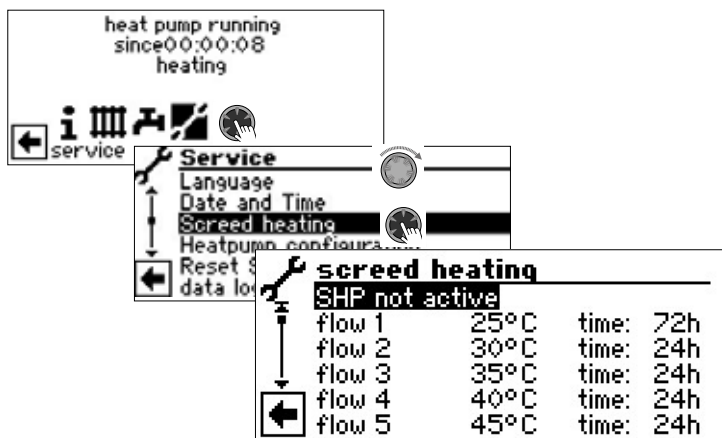 heat pump running
since00:00:08
heating
service
Service
Language
Date and Time
Screed heating
Heatpump
Reset
data
screed heating
SHP not active
flow 1 25°C time: 72h
flow 2 30°C time: 24h
flow 3 35°C time: 24h
flow 4 40°C time: 24h
flow 5 45°C time: 24h